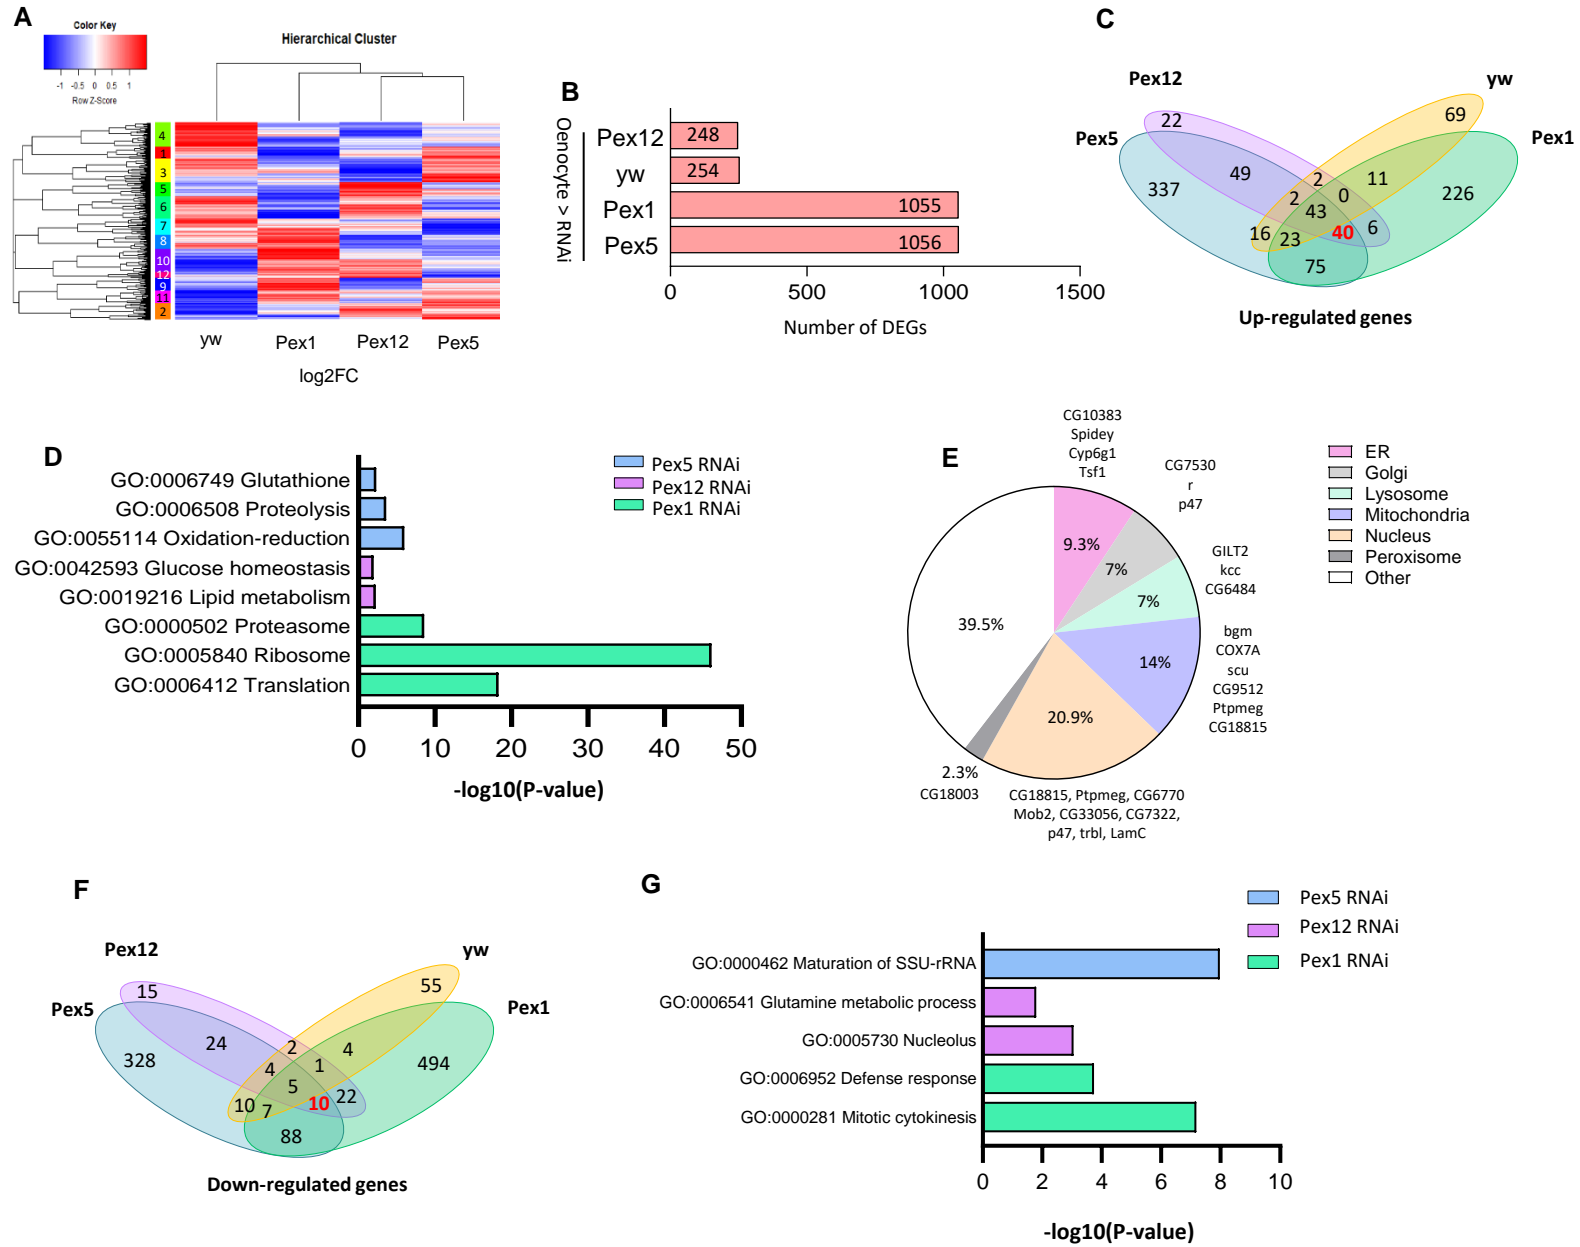 A
Color Key
-1 -0.5 0 0.5 1
Row Z-Score
Hierarchical Cluster
4
1
3
5
6
7
8
10
12
9
11
2
yw Pex1 Pex12 Pex5
log2FC
B
Oenocyte > RNAi
Pex12 248
yw 254
Pex1 1055
Pex5 1056
0 500 1000 1500
Number of DEGs
C
Pex12 yw
Pex5 Pex1
22 69
49 2 11
337 226
2 0
43
16 23 40 6
75
Up-regulated genes
D
Pex5 RNAi
Pex12 RNAi
Pex1 RNAi
GO:0006749 Glutathione
GO:0006508 Proteolysis
GO:0055114 Oxidation-reduction
GO:0042593 Glucose homeostasis
GO:0019216 Lipid metabolism
GO:0000502 Proteasome
GO:0005840 Ribosome
GO:0006412 Translation
0 10 20 30 40 50
-log10(P-value)
E
CG10383
Spidey
Cyp6g1
Tsf1
CG7530
r
p47
GILT2
kcc
CG6484
bgm
COX7A
scu
CG9512
Ptpmeg
CG18815
9.3%
7%
7%
14%
20.9%
39.5%
2.3%
CG18003
CG18815, Ptpmeg, CG6770
Mob2, CG33056, CG7322,
p47, trbl, LamC
ER
Golgi
Lysosome
Mitochondria
Nucleus
Peroxisome
Other
F
Pex12 yw
Pex5 Pex1
15 55
24 2 4
328 494
4 1
5
10 7 10 22
88
Down-regulated genes
G
Pex5 RNAi
Pex12 RNAi
Pex1 RNAi
GO:0000462 Maturation of SSU-rRNA
GO:0006541 Glutamine metabolic process
GO:0005730 Nucleolus
GO:0006952 Defense response
GO:0000281 Mitotic cytokinesis
0 2 4 6 8 10
-log10(P-value)